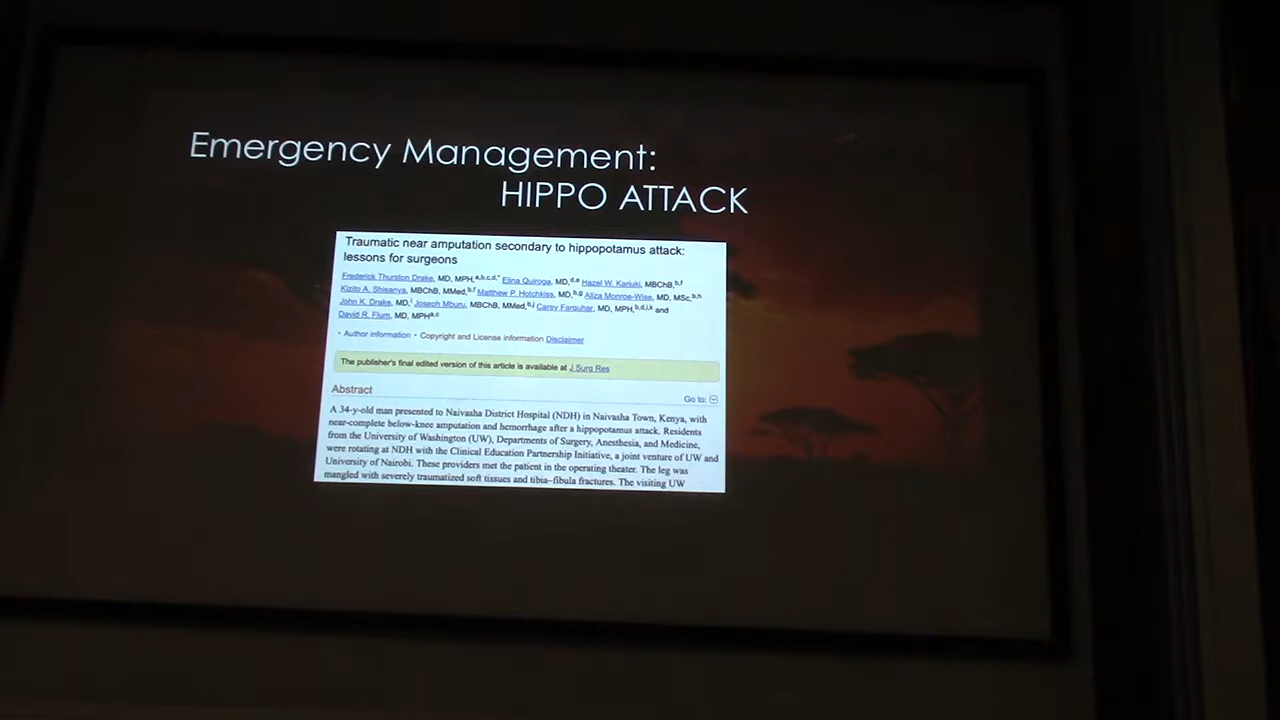 Emergency Management:
HIPPO ATTACK
Traumatic near amputation secondary to hippopotamus attack:
lessons for surgeons
Frederick Thurston Drake, MD, MPH,a,b,c,d,* Elina Quiroga, MD,d,e Hazel W. Kariuki, MBChB,b,f
Kizito A. Shisanya, MBChB, MMed,b,f Matthew P. Hotchkiss, MD,b,g Aliza Monroe-Wise, MD, MSc,b,h
John K. Drake, MD,i Joseph Mburu, MBChB, MMed,b,j Carey Farquhar, MD, MPH,b,d,i,k and
David R. Flum, MD, MPHa,c
Author information • Copyright and License information Disclaimer
The publisher's final edited version of this article is available at J Surg Res
Abstract
Go to:
A 34-y-old man presented to Naivasha District Hospital (NDH) in Naivasha Town, Kenya, with
near-complete below-knee amputation and hemorrhage after a hippopotamus attack. Residents
from the University of Washington (UW), Departments of Surgery, Anesthesia, and Medicine,
were rotating at NDH with the Clinical Education Partnership Initiative, a joint venture of UW and
University of Nairobi. These providers met the patient in the operating theater. The leg was
mangled with severely traumatized soft tissues and tibia–fibula fractures. The visiting UW